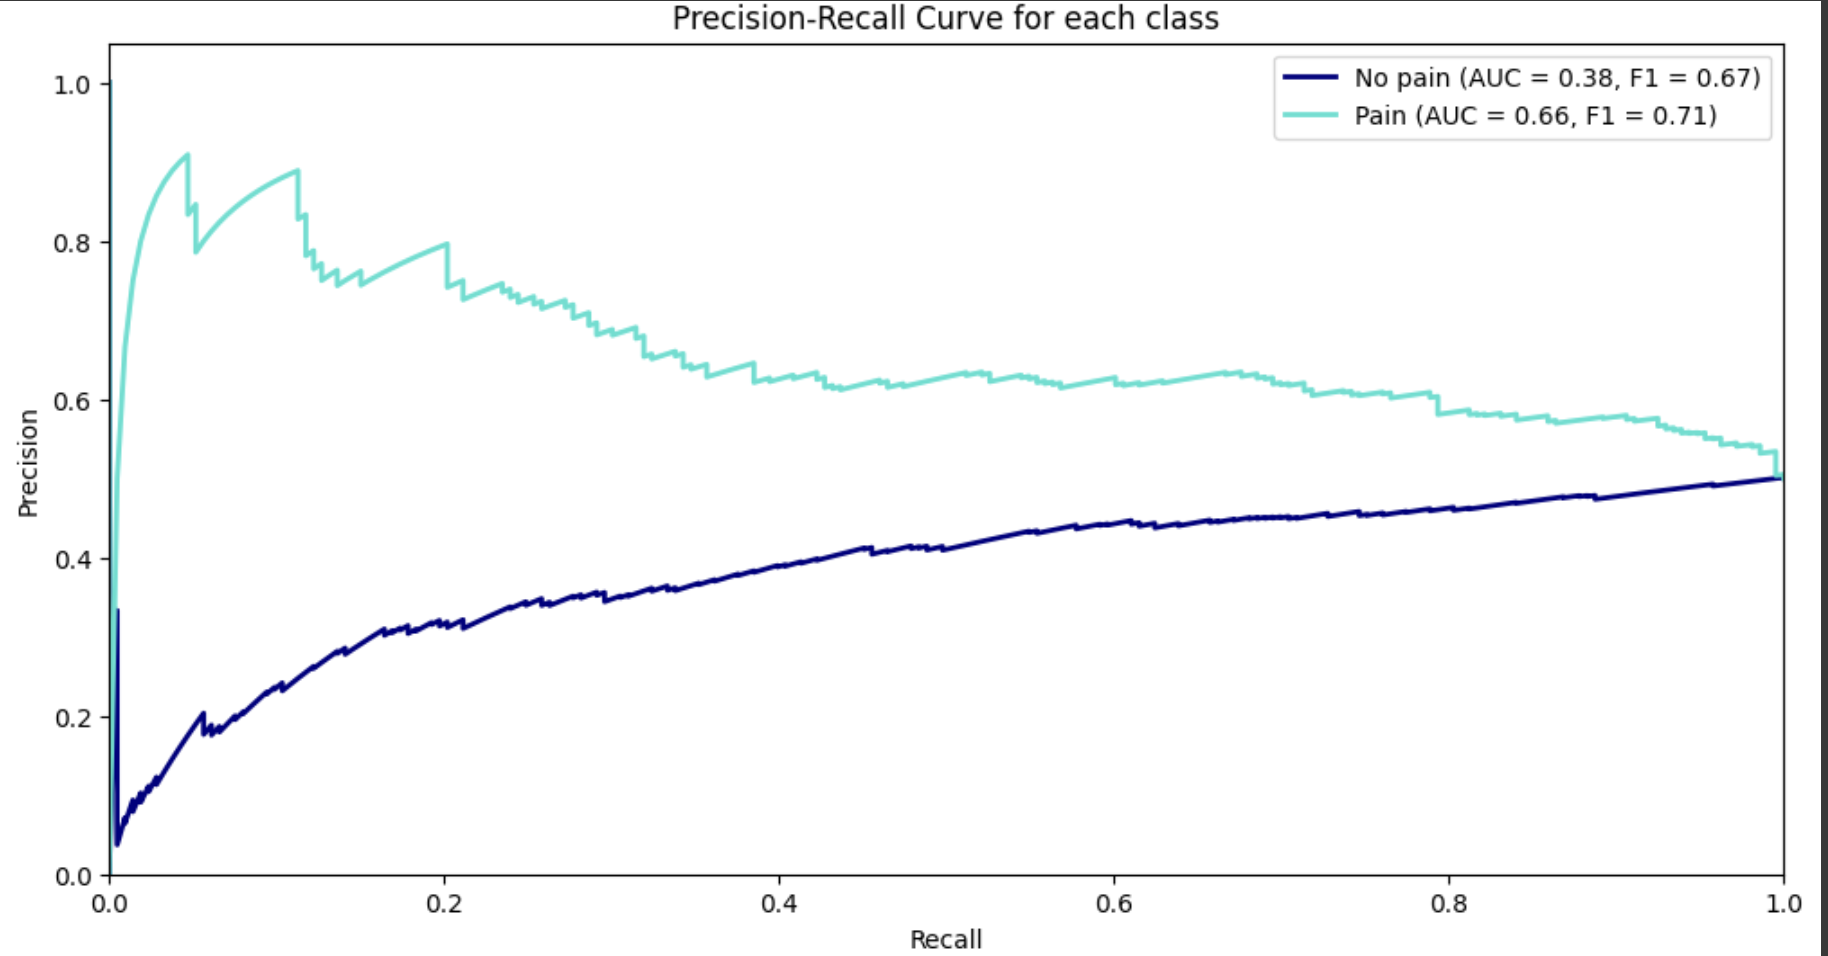 Precision-Recall Curve for each class
No pain (AUC = 0.38, F1 = 0.67)
Pain (AUC = 0.66, F1 = 0.71)
1.0
0.8
0.6
0.4
0.2
0.0
Precision
0.0 0.2 0.4 0.6 0.8 1.0
Recall